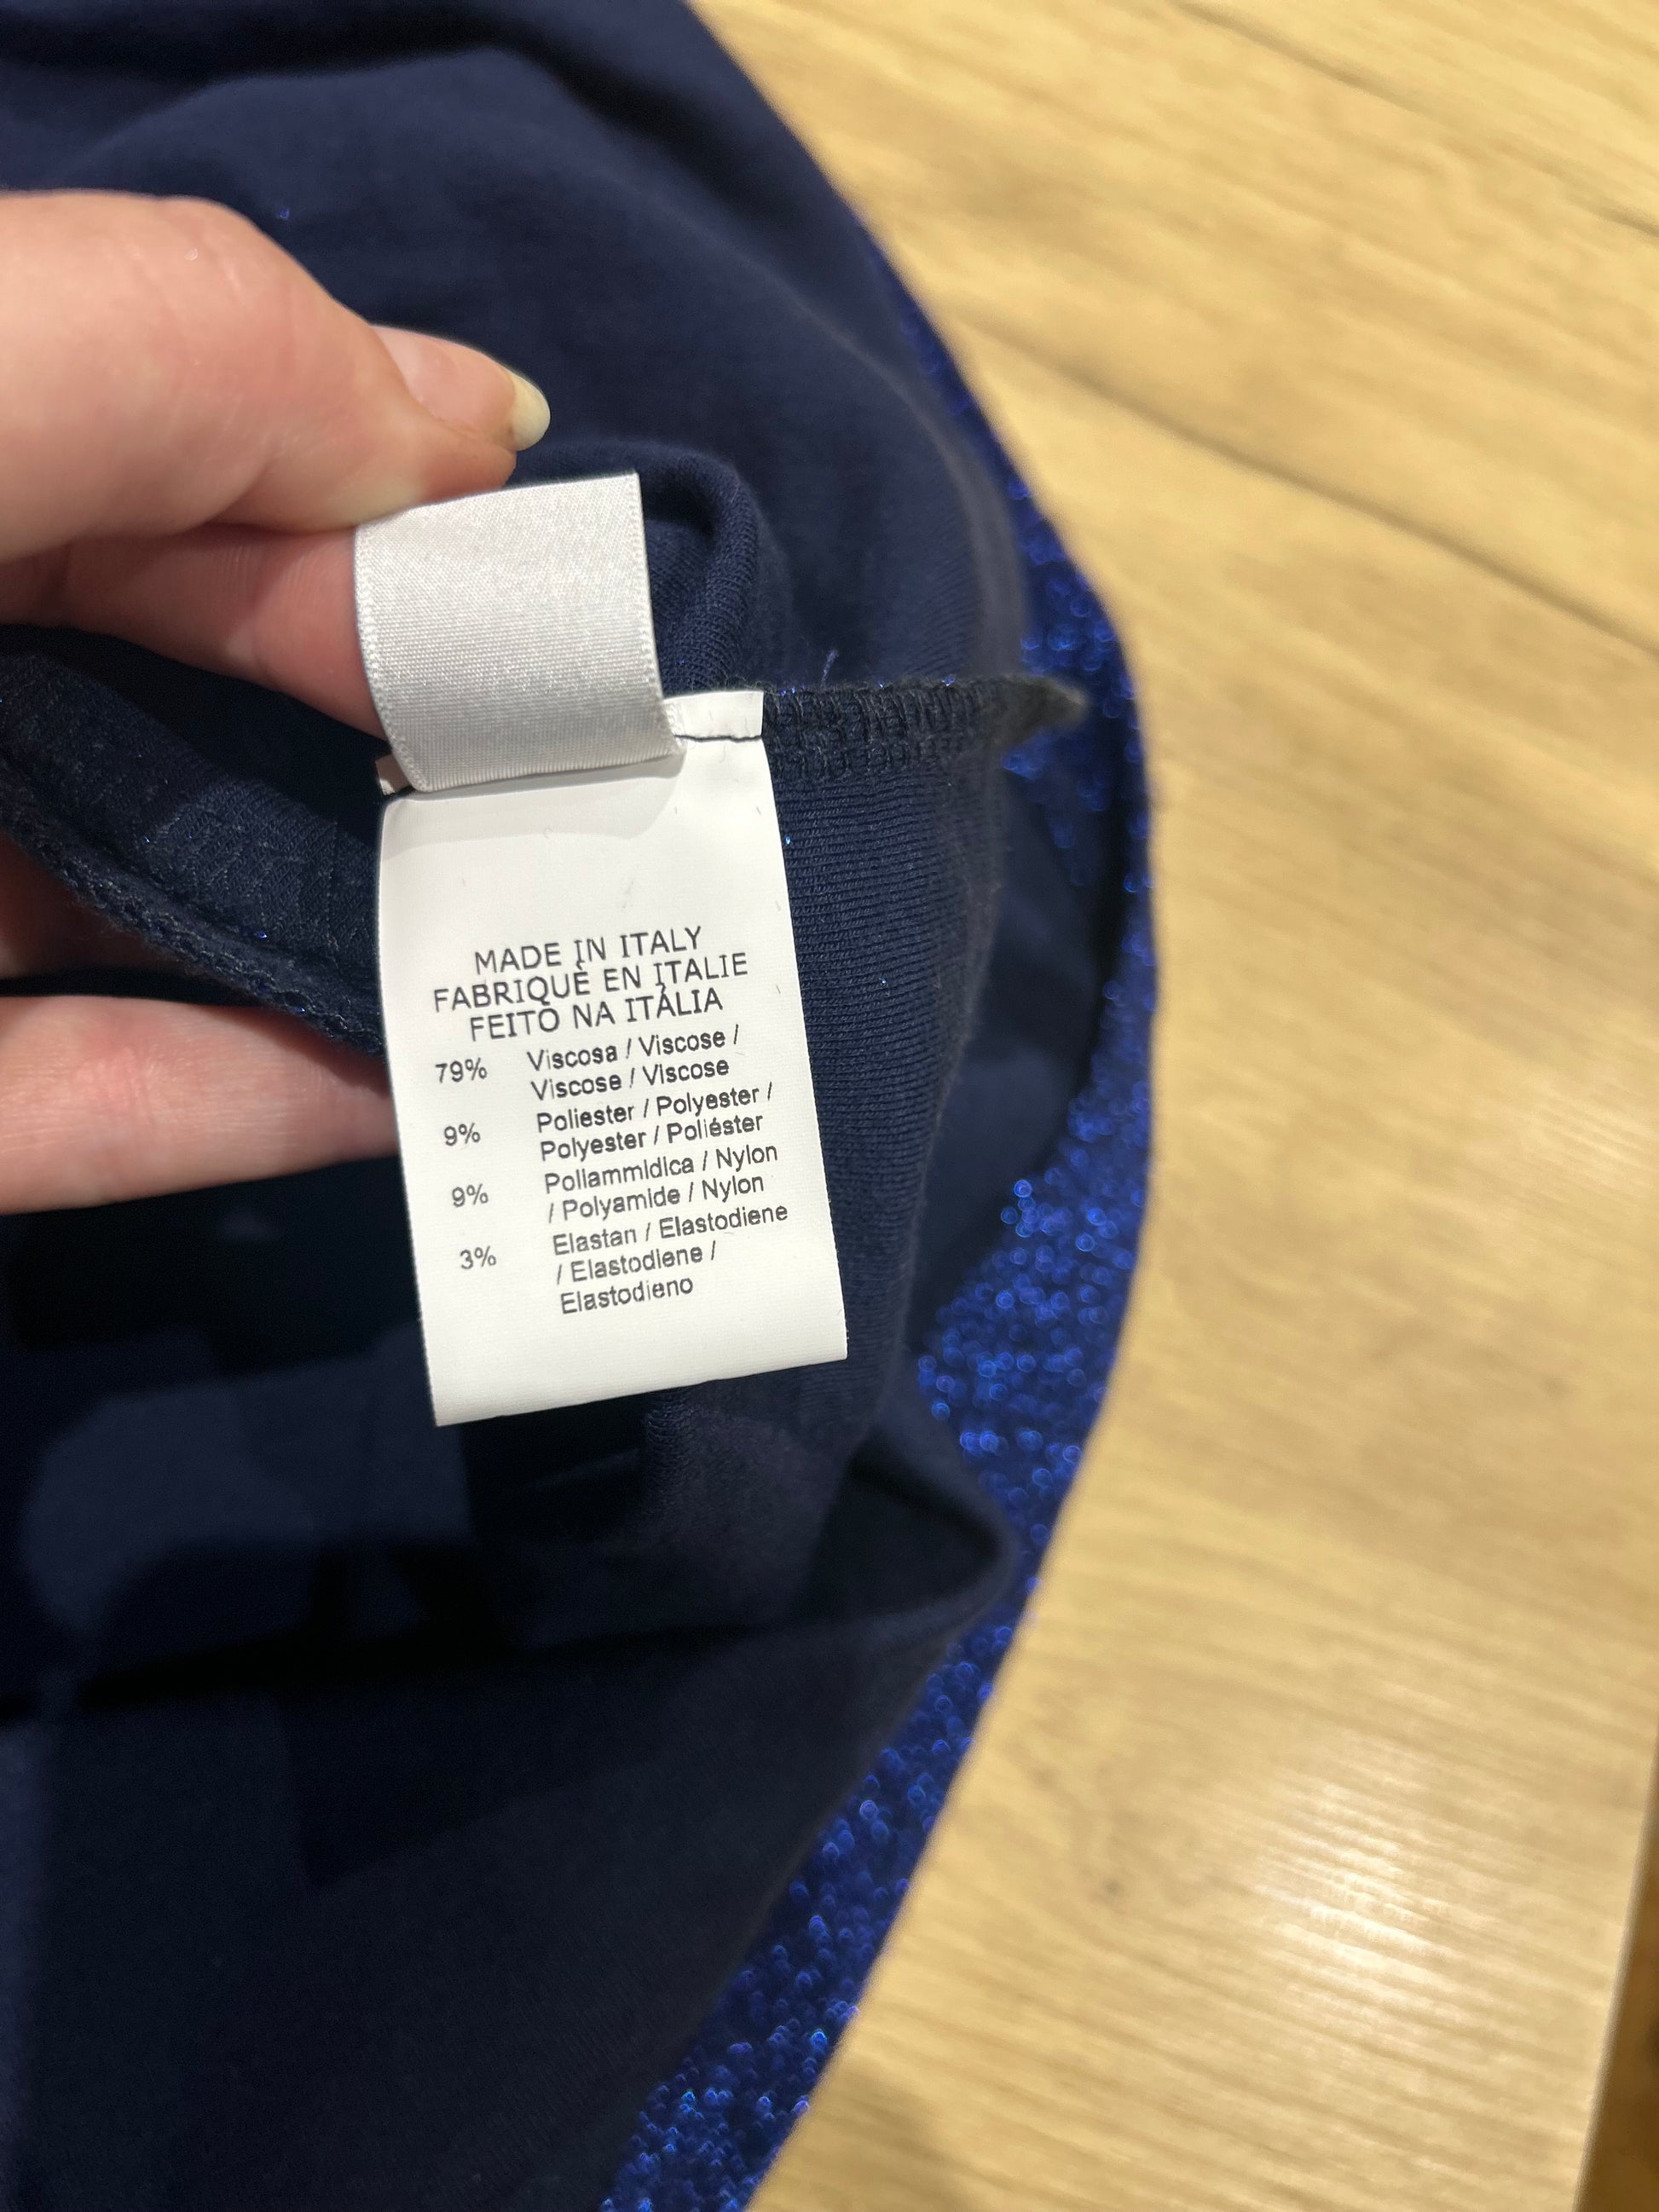 MADE IN ITALY
FABRIQUÈ EN ITALIE
FEITO NA ITÁLIA
79% Viscosa / Viscose /
Viscose / Viscose
9% Poliester / Polyester /
Polyester / Poliéster
9% Poliammidica / Nylon
/ Polyamide / Nylon
3% Elastan / Elastodiene
/ Elastodiene /
Elastodieno